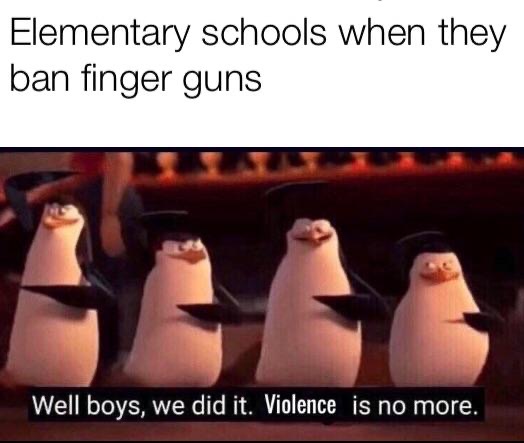 Elementary schools when they
ban finger guns
Well boys, we did it. Violence is no more.